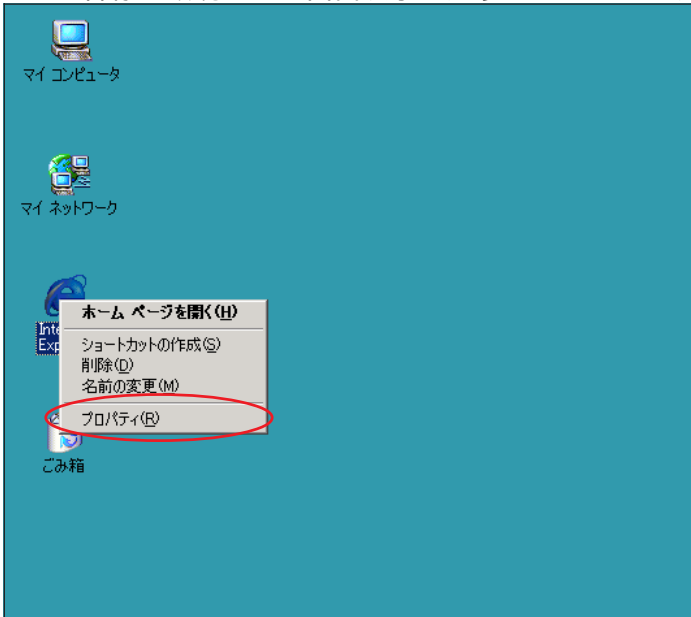 マイ コンピュータ
マイ ネットワーク
Inte
Exp
ホーム ページを開く(H)
ショートカットの作成(S)
削除(D)
名前の変更(M)
プロパティ(R)
ごみ箱